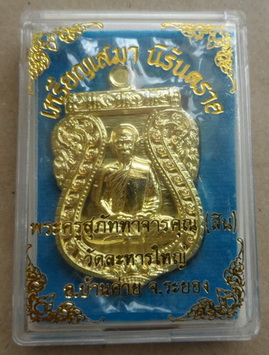 เหรียญเสมา นิรันตราย
พระครูสุภัททาจารคุณ (สิน)
วัดละหารใหญ่
อ.บ้านค่าย จ.ระยอง